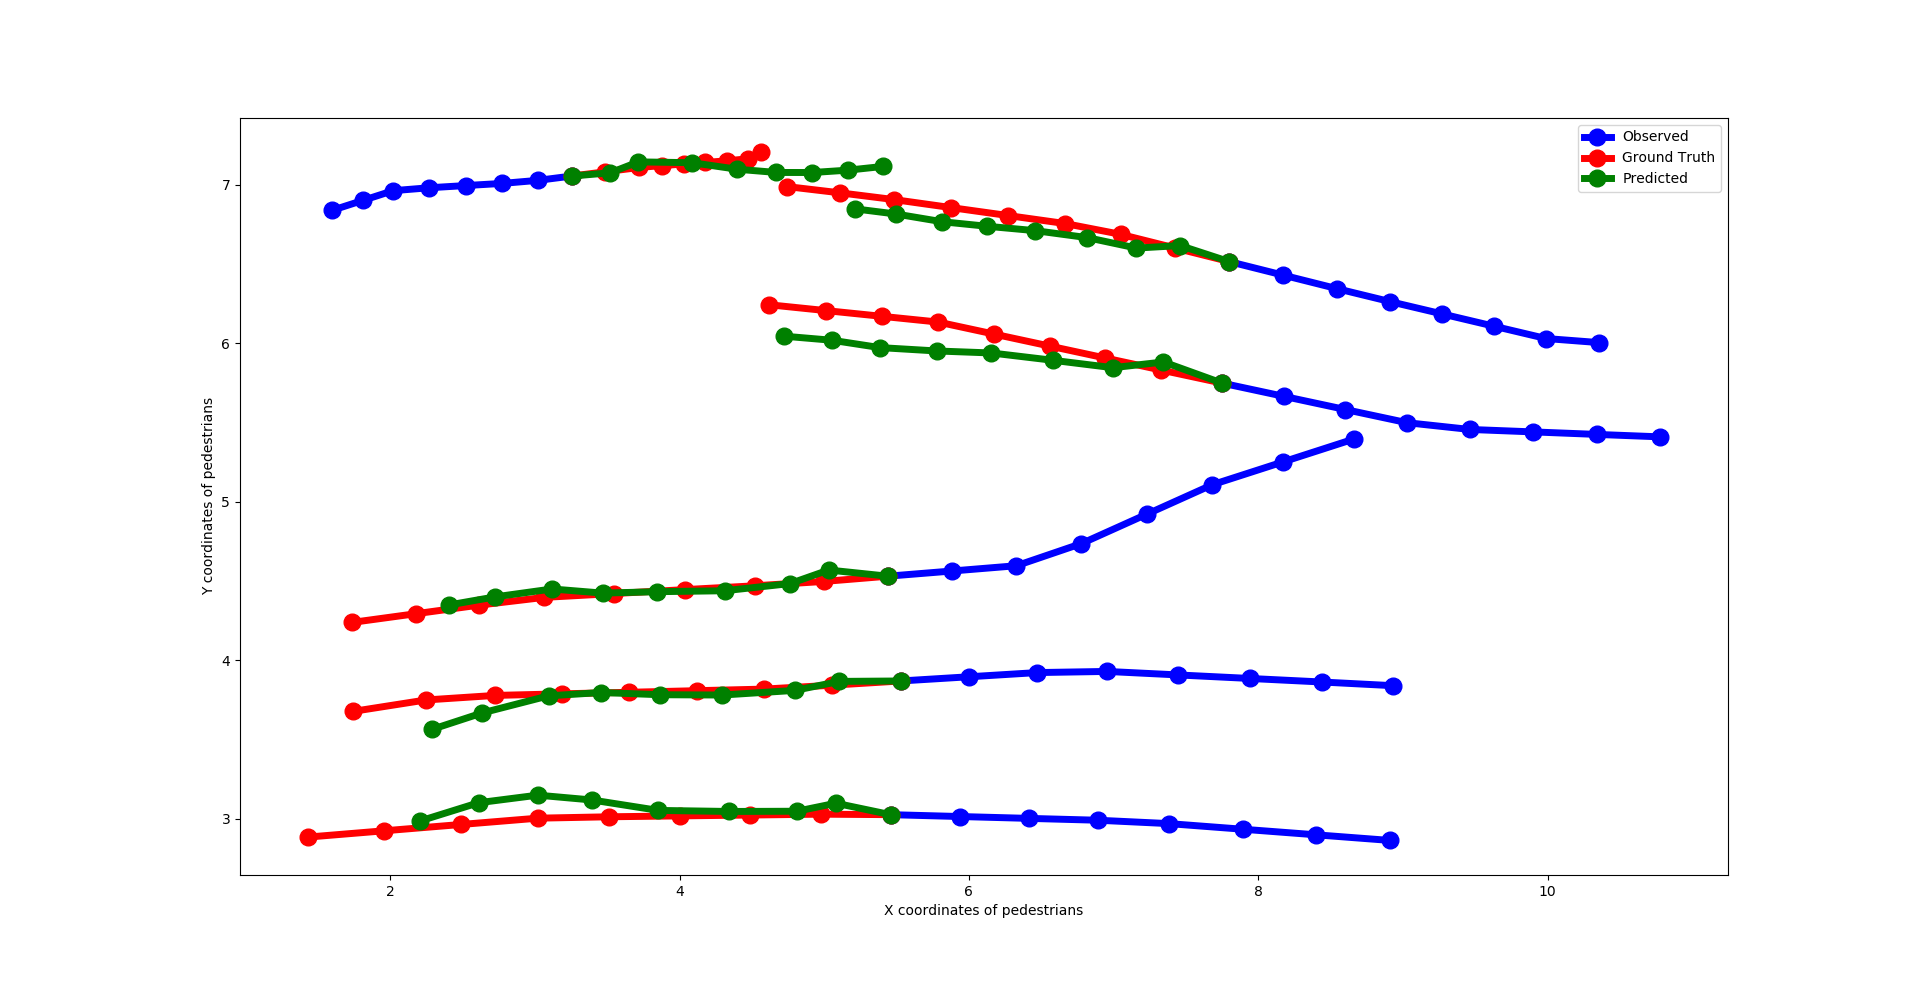 Observed
Ground Truth
Predicted
7
6
5
4
3
Y coordinates of pedestrians
2 4 6 8 10
X coordinates of pedestrians